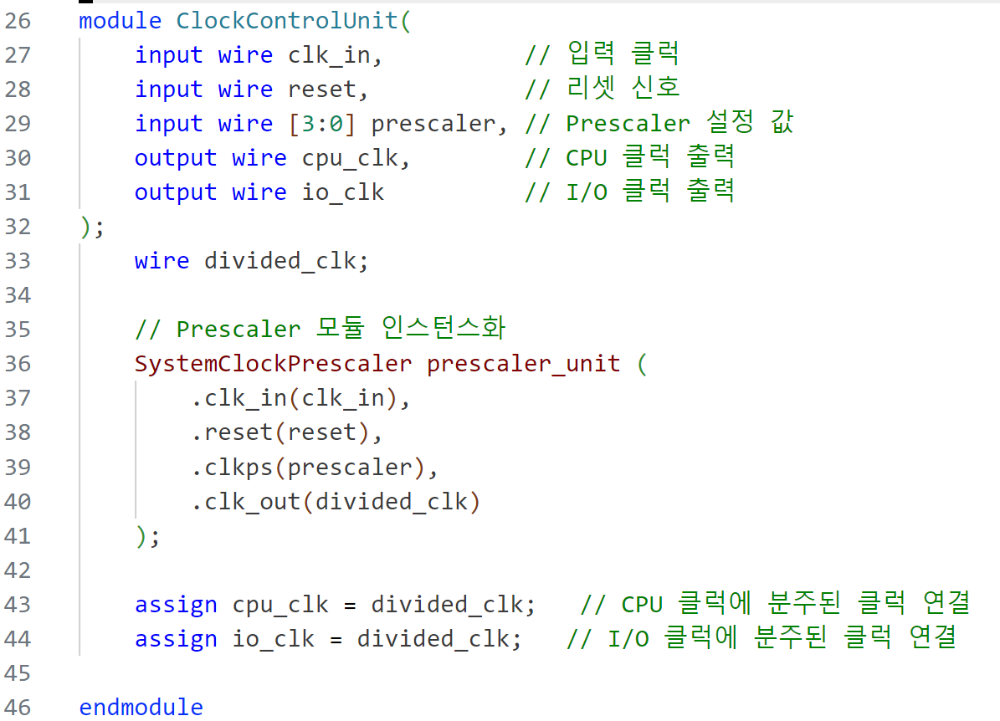 26 module ClockControlUnit(
27     input wire clk_in,          // 입력 클럭
28     input wire reset,           // 리셋 신호
29     input wire [3:0] prescaler, // Prescaler 설정 값
30     output wire cpu_clk,        // CPU 클럭 출력
31     output wire io_clk          // I/O 클럭 출력
32 );
33     wire divided_clk;
34
35     // Prescaler 모듈 인스턴스화
36     SystemClockPrescaler prescaler_unit (
37         .clk_in(clk_in),
38         .reset(reset),
39         .clkps(prescaler),
40         .clk_out(divided_clk)
41     );
42
43     assign cpu_clk = divided_clk;   // CPU 클럭에 분주된 클럭 연결
44     assign io_clk = divided_clk;   // I/O 클럭에 분주된 클럭 연결
45
46 endmodule